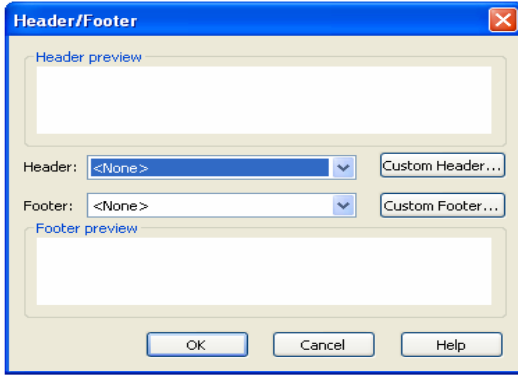 Header/Footer
Header preview
Header: <None> Custom Header...
Footer: <None> Custom Footer...
Footer preview
OK Cancel Help